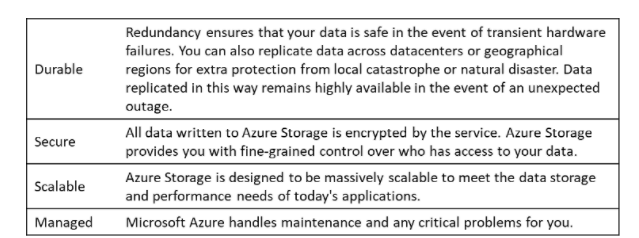 Durable
Redundancy ensures that your data is safe in the event of transient hardware
failures. You can also replicate data across datacenters or geographical
regions for extra protection from local catastrophe or natural disaster. Data
replicated in this way remains highly available in the event of an unexpected
outage.
Secure
All data written to Azure Storage is encrypted by the service. Azure Storage
provides you with fine-grained control over who has access to your data.
Scalable
Azure Storage is designed to be massively scalable to meet the data storage
and performance needs of today's applications.
Managed
Microsoft Azure handles maintenance and any critical problems for you.